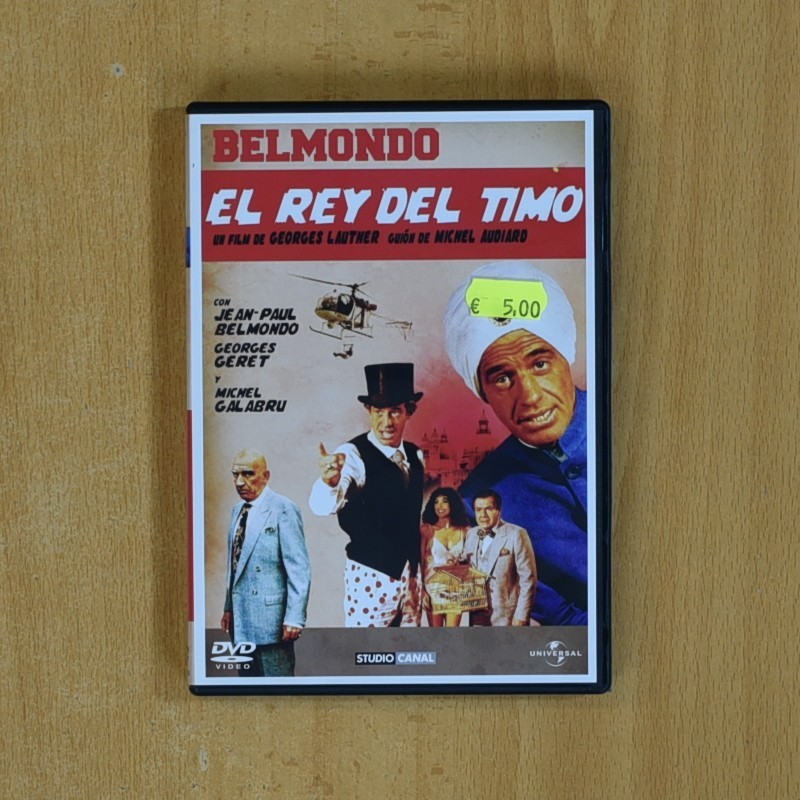 BELMONDO
EL REY DEL TIMO
UN FILM DE GEORGES LAUTNER GUIÓN DE MICHEL AUDIARD
€ 5,00
CON
JEAN-PAUL
BELMONDO
GEORGES
GERET
Y
MICHEL
GALABRU
DVD
VIDEO
STUDIO CANAL
UNIVERSAL